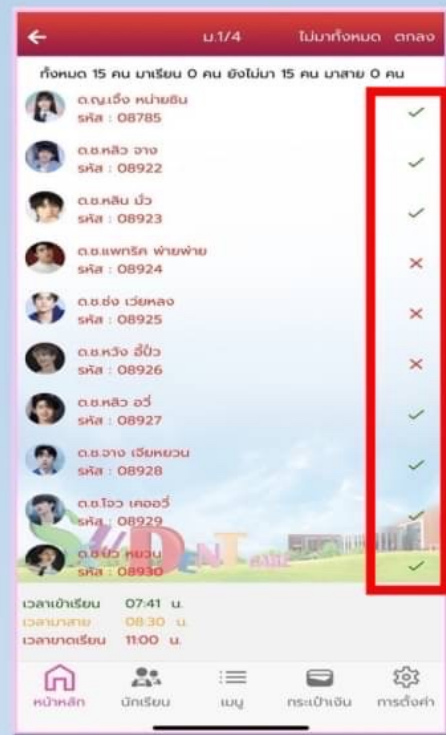 ม.1/4 ไม่มาทั้งหมด ตกลง
ทั้งหมด 15 คน มาเรียน 0 คน ยังไม่มา 15 คน มาสาย 0 คน
ด.ญ.เจิ้ง หน่ายซิน
รหัส : 08785
ด.ช.หลิว จาง
รหัส : 08922
ด.ช.หลิน มั่ว
รหัส : 08923
ด.ช.แพทริค ฟ่ายฟ่าย
รหัส : 08924
ด.ช.ซ่ง เว่ยหลง
รหัส : 08925
ด.ช.หวัง อี้ป๋อ
รหัส : 08926
ด.ช.หลิว อวี่
รหัส : 08927
ด.ช.จาง เจียหยวน
รหัส : 08928
ด.ช.โจว เคออวี่
รหัส : 08929
หยวน
รหัส : 08930
เวลาเข้าเรียน 07:41 น.
เวลามาสาย 08:30 น.
เวลาขาดเรียน 11:00 น.
หน้าหลัก นักเรียน เมนู กระเป๋าเงิน การตั้งค่า